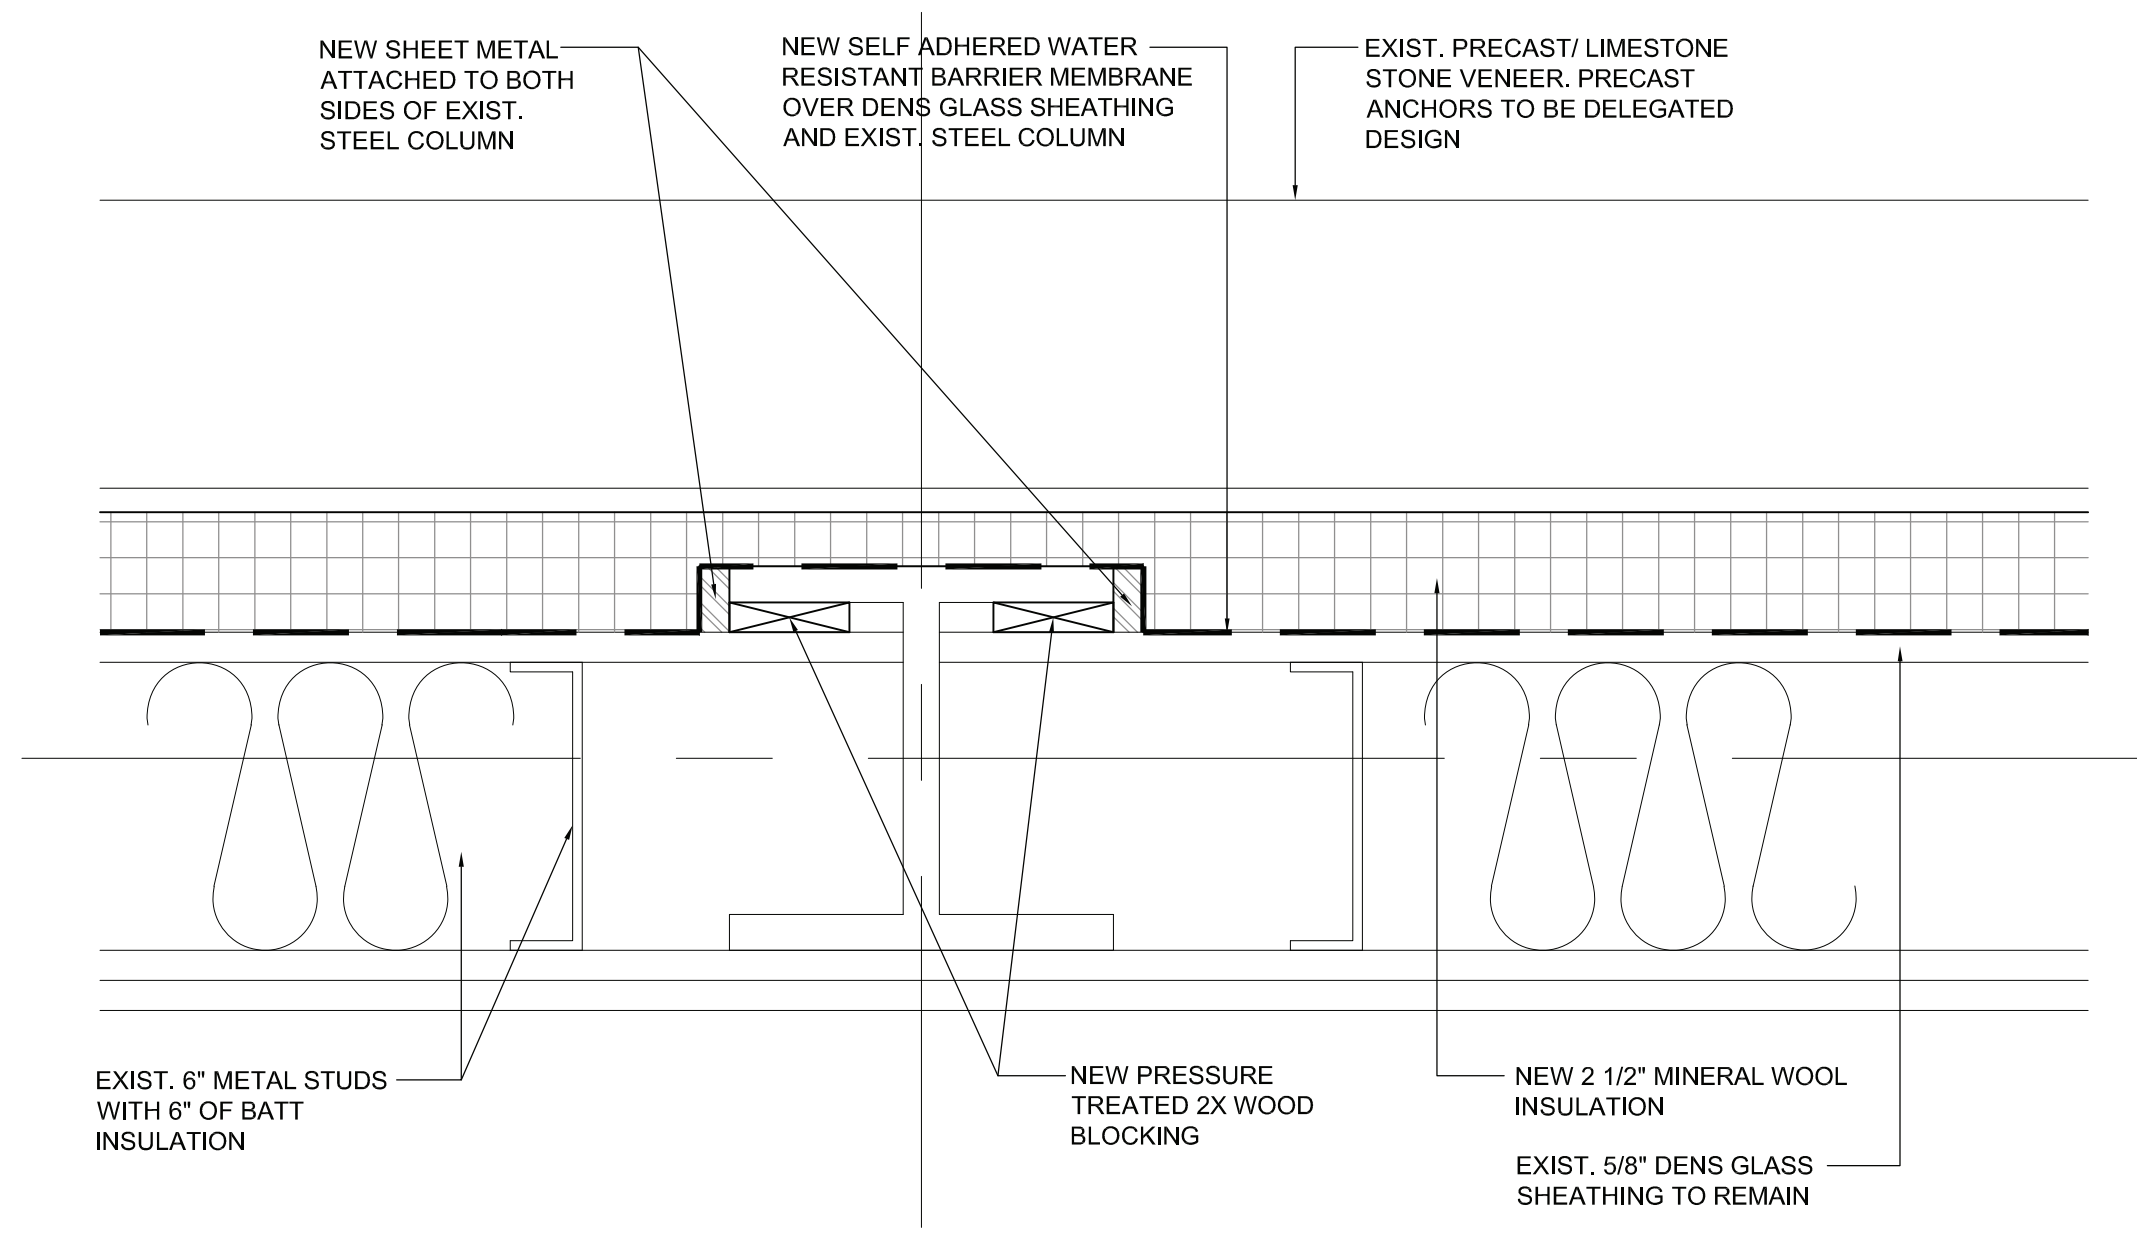 NEW SHEET METAL
ATTACHED TO BOTH
SIDES OF EXIST.
STEEL COLUMN
NEW SELF ADHERED WATER
RESISTANT BARRIER MEMBRANE
OVER DENS GLASS SHEATHING
AND EXIST. STEEL COLUMN
EXIST. PRECAST/ LIMESTONE
STONE VENEER. PRECAST
ANCHORS TO BE DELEGATED
DESIGN
EXIST. 6" METAL STUDS
WITH 6" OF BATT
INSULATION
NEW PRESSURE
TREATED 2X WOOD
BLOCKING
NEW 2 1/2" MINERAL WOOL
INSULATION
EXIST. 5/8" DENS GLASS
SHEATHING TO REMAIN